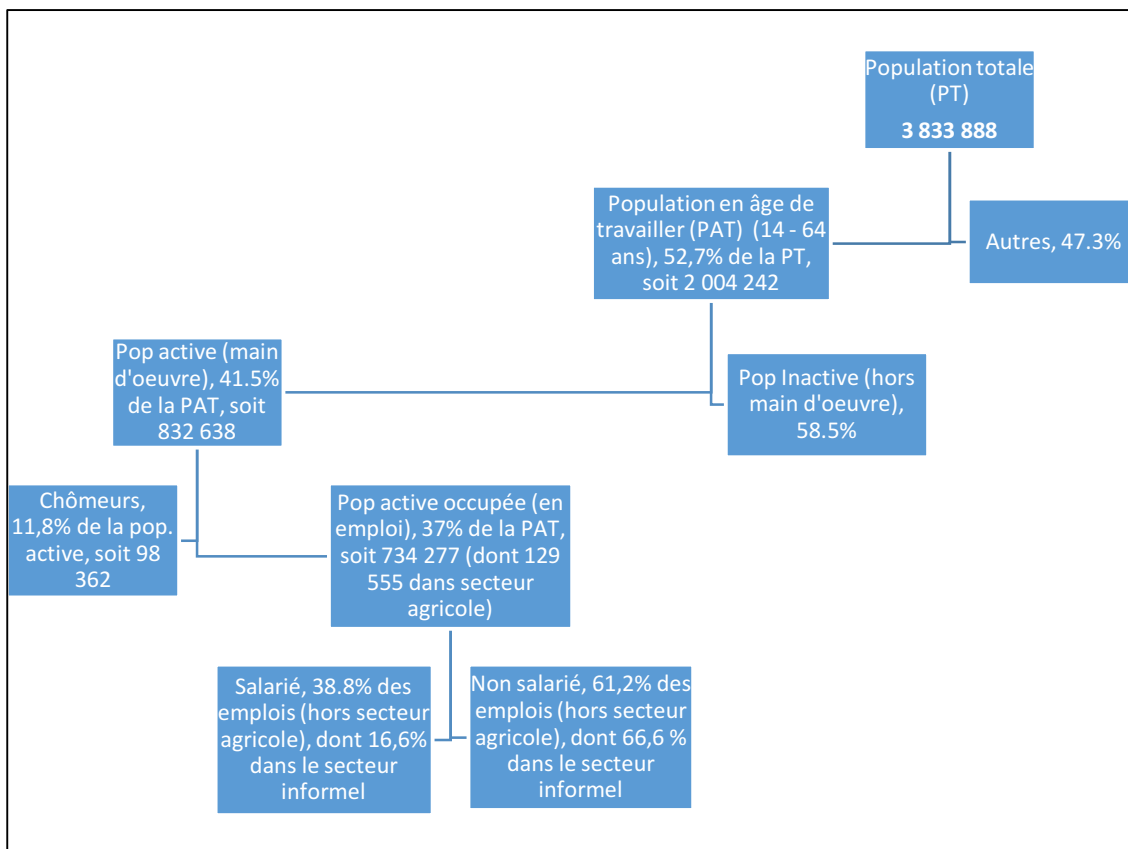 Population totale
(PT)
3 833 888
Population en âge de
travailler (PAT) (14 - 64
ans), 52,7% de la PT,
soit 2 004 242
Autres, 47.3%
Pop active (main
d'oeuvre), 41.5%
de la PAT, soit
832 638
Pop Inactive (hors
main d'oeuvre),
58.5%
Chômeurs,
11,8% de la pop.
active, soit 98
362
Pop active occupée (en
emploi), 37% de la PAT,
soit 734 277 (dont 129
555 dans secteur
agricole)
Salarié, 38.8% des
emplois (hors secteur
agricole), dont 16,6%
dans le secteur
informel
Non salarié, 61,2% des
emplois (hors secteur
agricole), dont 66,6 %
dans le secteur
informel